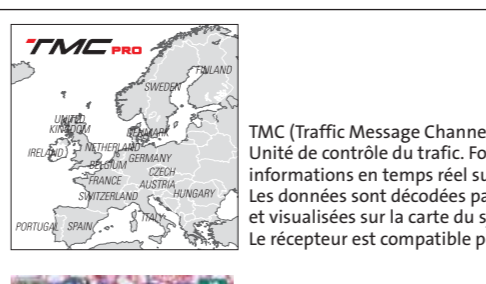 TMC PRO
FINLAND
SWEDEN
UNITED
KINGDOM
DENMARK
IRELAND
NETHERLAND
BELGIUM
GERMANY
FRANCE
CZECH
AUSTRIA
SWITZERLAND
HUNGARY
ITALY
PORTUGAL
SPAIN
TMC (Traffic Message Channe
Unité de contrôle du trafic. Fo
informations en temps réel su
Les données sont décodées pa
et visualisées sur la carte du s
Le récepteur est compatible p